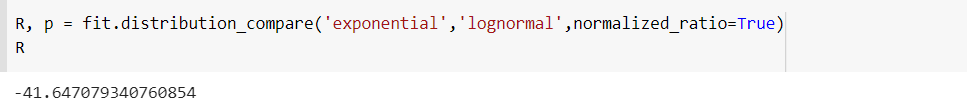 R, p = fit.distribution_compare('exponential','lognormal',normalized_ratio=True)
R
-41.647079340760854